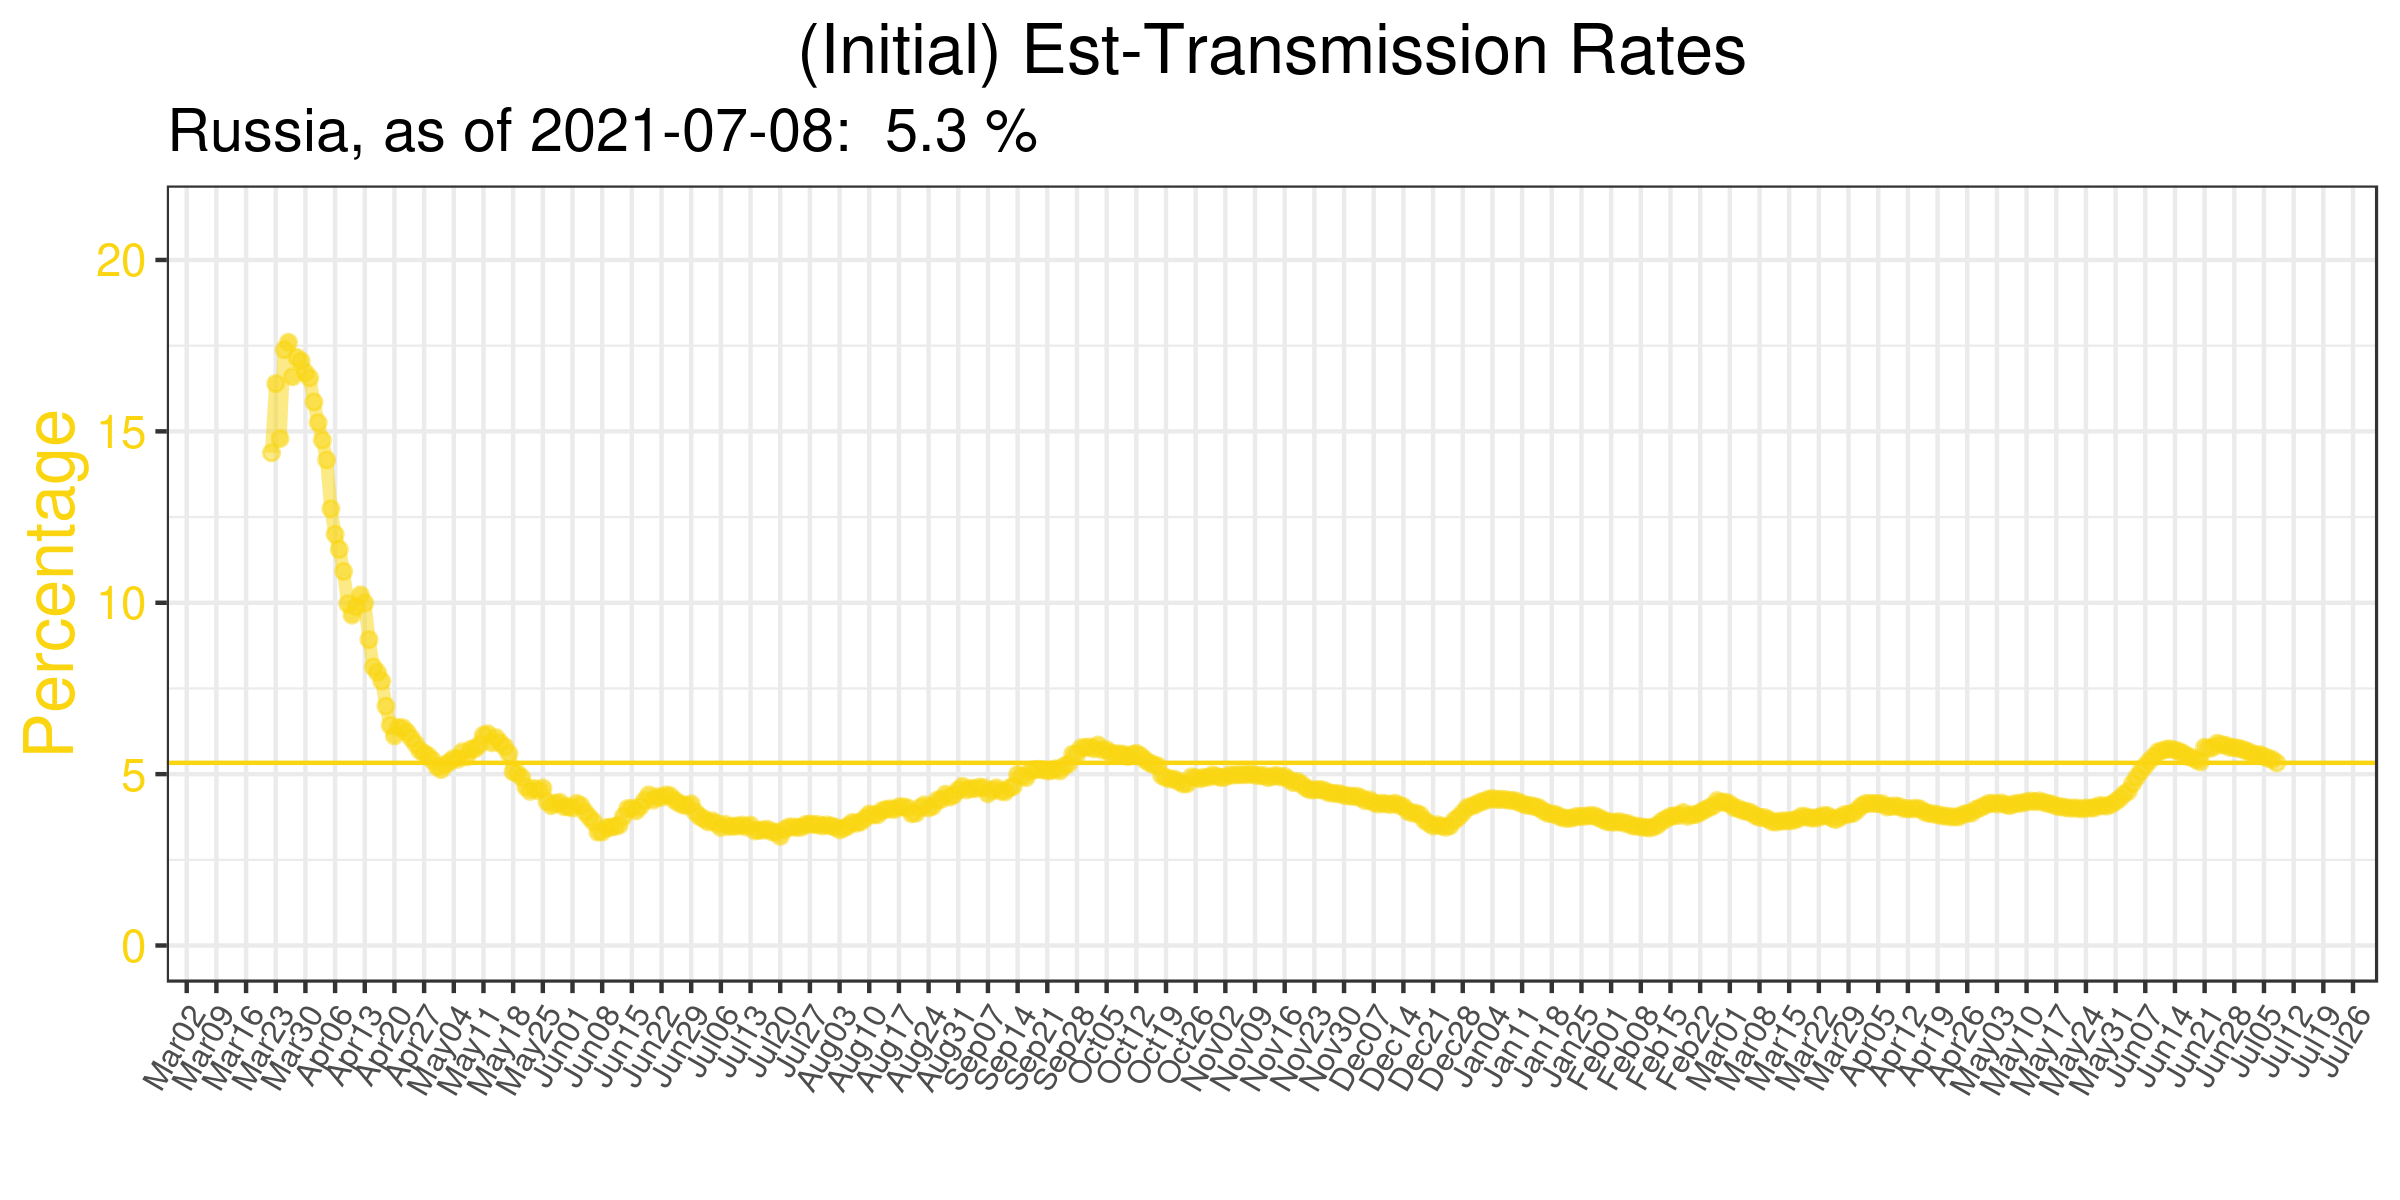 (Initial) Est-Transmission Rates
Russia, as of 2021-07-08:  5.3 %
Percentage
20
15
10
5
0
Mar02
Mar09
Mar16
Mar23
Mar30
Apr06
Apr13
Apr20
Apr27
May04
May11
May18
May25
Jun01
Jun08
Jun15
Jun22
Jun29
Jul06
Jul13
Jul20
Jul27
Aug03
Aug10
Aug17
Aug24
Aug31
Sep07
Sep14
Sep21
Sep28
Oct05
Oct12
Oct19
Oct26
Nov02
Nov09
Nov16
Nov23
Nov30
Dec07
Dec14
Dec21
Dec28
Jan04
Jan11
Jan18
Jan25
Feb01
Feb08
Feb15
Feb22
Mar01
Mar08
Mar15
Mar22
Mar29
Apr05
Apr12
Apr19
Apr26
May03
May10
May17
May24
May31
Jun07
Jun14
Jun21
Jun28
Jul05
Jul12
Jul19
Jul26